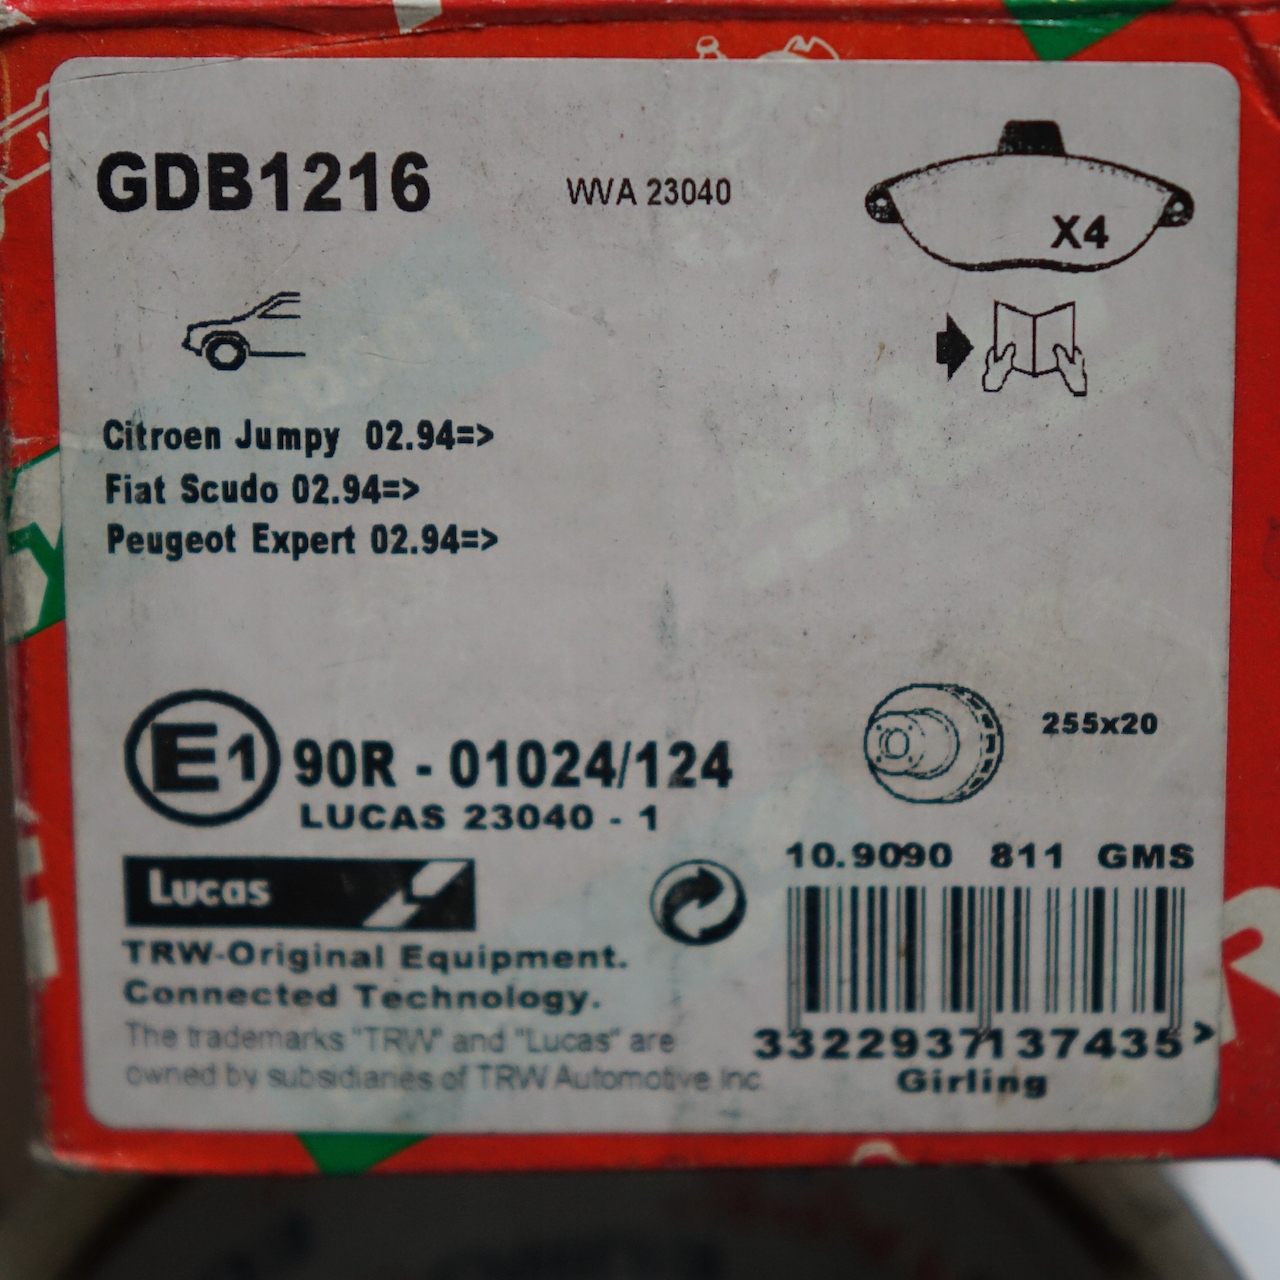 GDB1216
WVA 23040
X4
Citroen Jumpy 02.94=>
Fiat Scudo 02.94=>
Peugeot Expert 02.94=>
255x20
E1 90R - 01024/124
LUCAS 23040 - 1
10.9090 811 GMS
Lucas
TRW-Original Equipment.
Connected Technology.
The trademarks "TRW" and "Lucas" are
owned by subsidiaries of TRW Automotive Inc.
3322937137435>
Girling